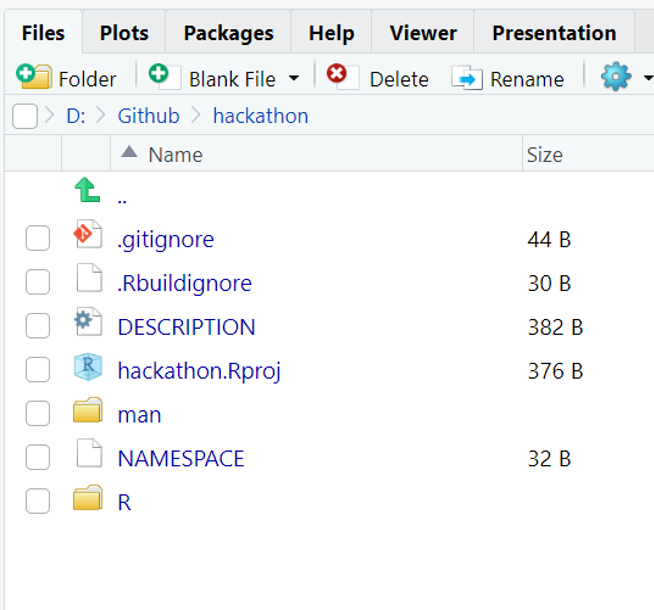 Files Plots Packages Help Viewer Presentation
Folder Blank File Delete Rename
D: Github hackathon
Name Size
..
.gitignore 44 B
.Rbuildignore 30 B
DESCRIPTION 382 B
hackathon.Rproj 376 B
man
NAMESPACE 32 B
R